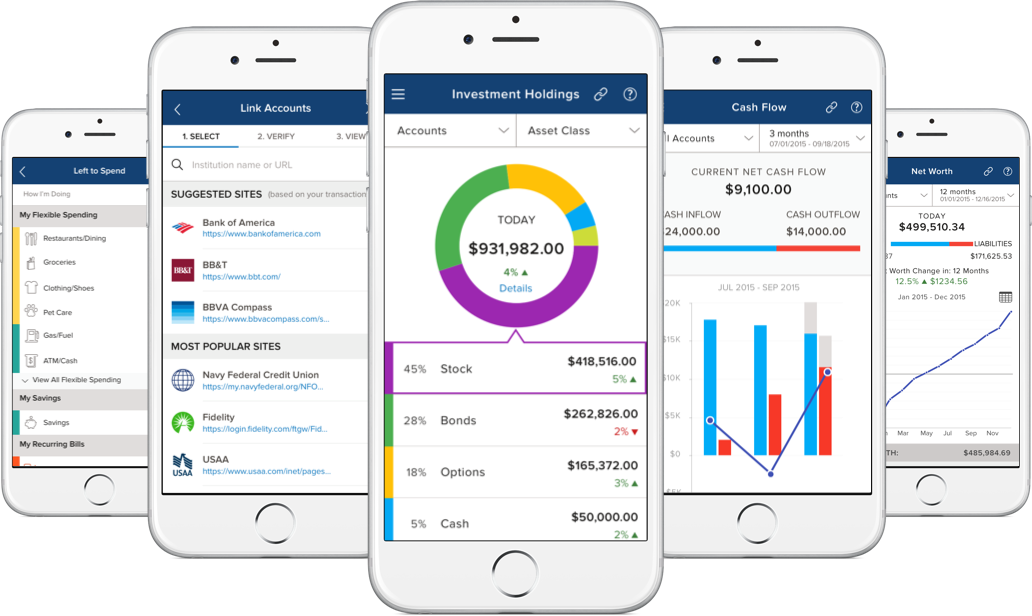 Left to Spend
How I'm Doing
My Flexible Spending
Restaurants/Dining
Groceries
Clothing/Shoes
Pet Care
Gas/Fuel
ATM/Cash
View All Flexible Spending
My Savings
Savings
My Recurring Bills
Link Accounts
1. SELECT 2. VERIFY 3. VIEW
Institution name or URL
SUGGESTED SITES (based on your transaction
Bank of America
https://www.bankofamerica.com
BB&T
BB&T
https://www.bbt.com/
BBVA Compass
https://www.bbvacompass.com/s...
MOST POPULAR SITES
Navy Federal Credit Union
https://my.navyfederal.org/NFO...
Fidelity
https://login.fidelity.com/ftgw/Fid...
USAA
USAA
https://www.usaa.com/inet/pages...
Investment Holdings
Accounts Asset Class
TODAY
$931,982.00
4%
Details
45% Stock $418,516.00
5%
28% Bonds $262,826.00
2%
18% Options $165,372.00
3%
5% Cash $50,000.00
2%
Cash Flow
l Accounts 3 months
07/01/2015 - 09/18/2015
CURRENT NET CASH FLOW
$9,100.00
ASH INFLOW CASH OUTFLOW
24,000.00 $14,000.00
JUL 2015 - SEP 2015
20K
$15K
$10K
$5K
$0
Net Worth
nts 12 months
01/01/2015 - 12/16/2015
TODAY
$499,510.34
LIABILITIES
17 $171,625.53
Worth Change in: 12 Months
12.5% $1234.56
Jan 2015 - Dec 2015
Mar May Jul Sep Nov
TH: $485,984.69